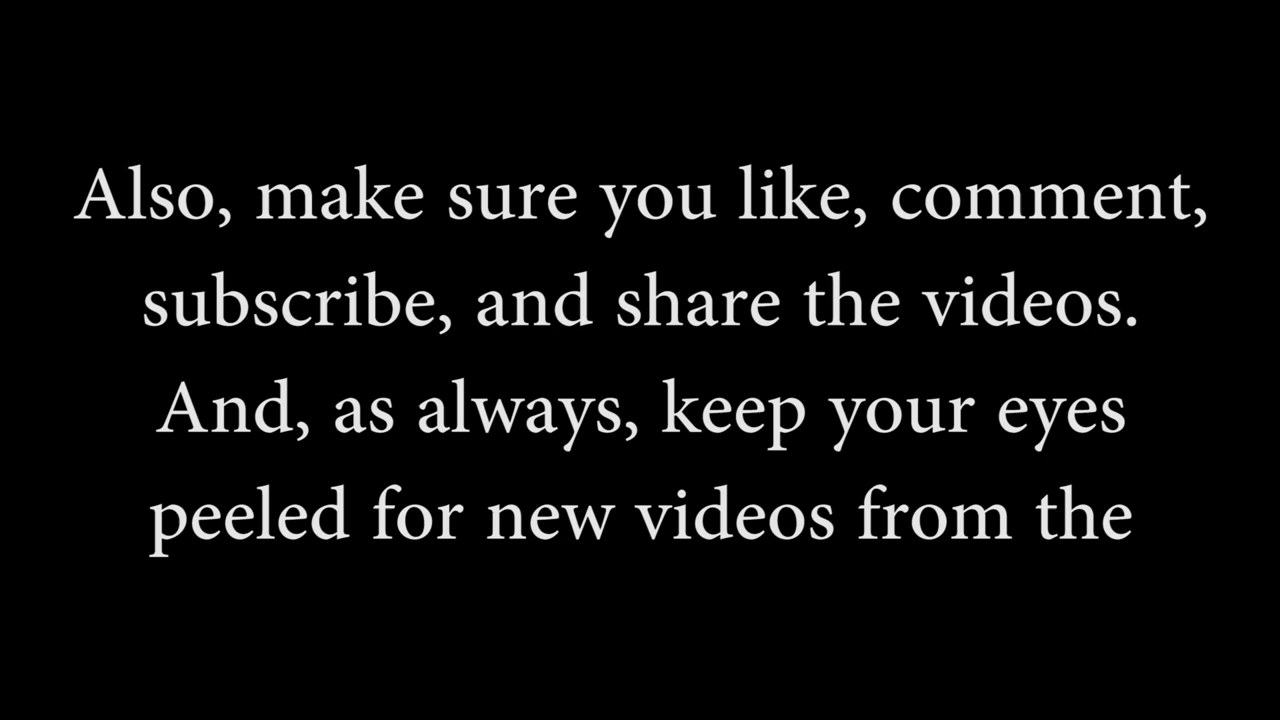 Also, make sure you like, comment,
subscribe, and share the videos.
And, as always, keep your eyes
peeled for new videos from the